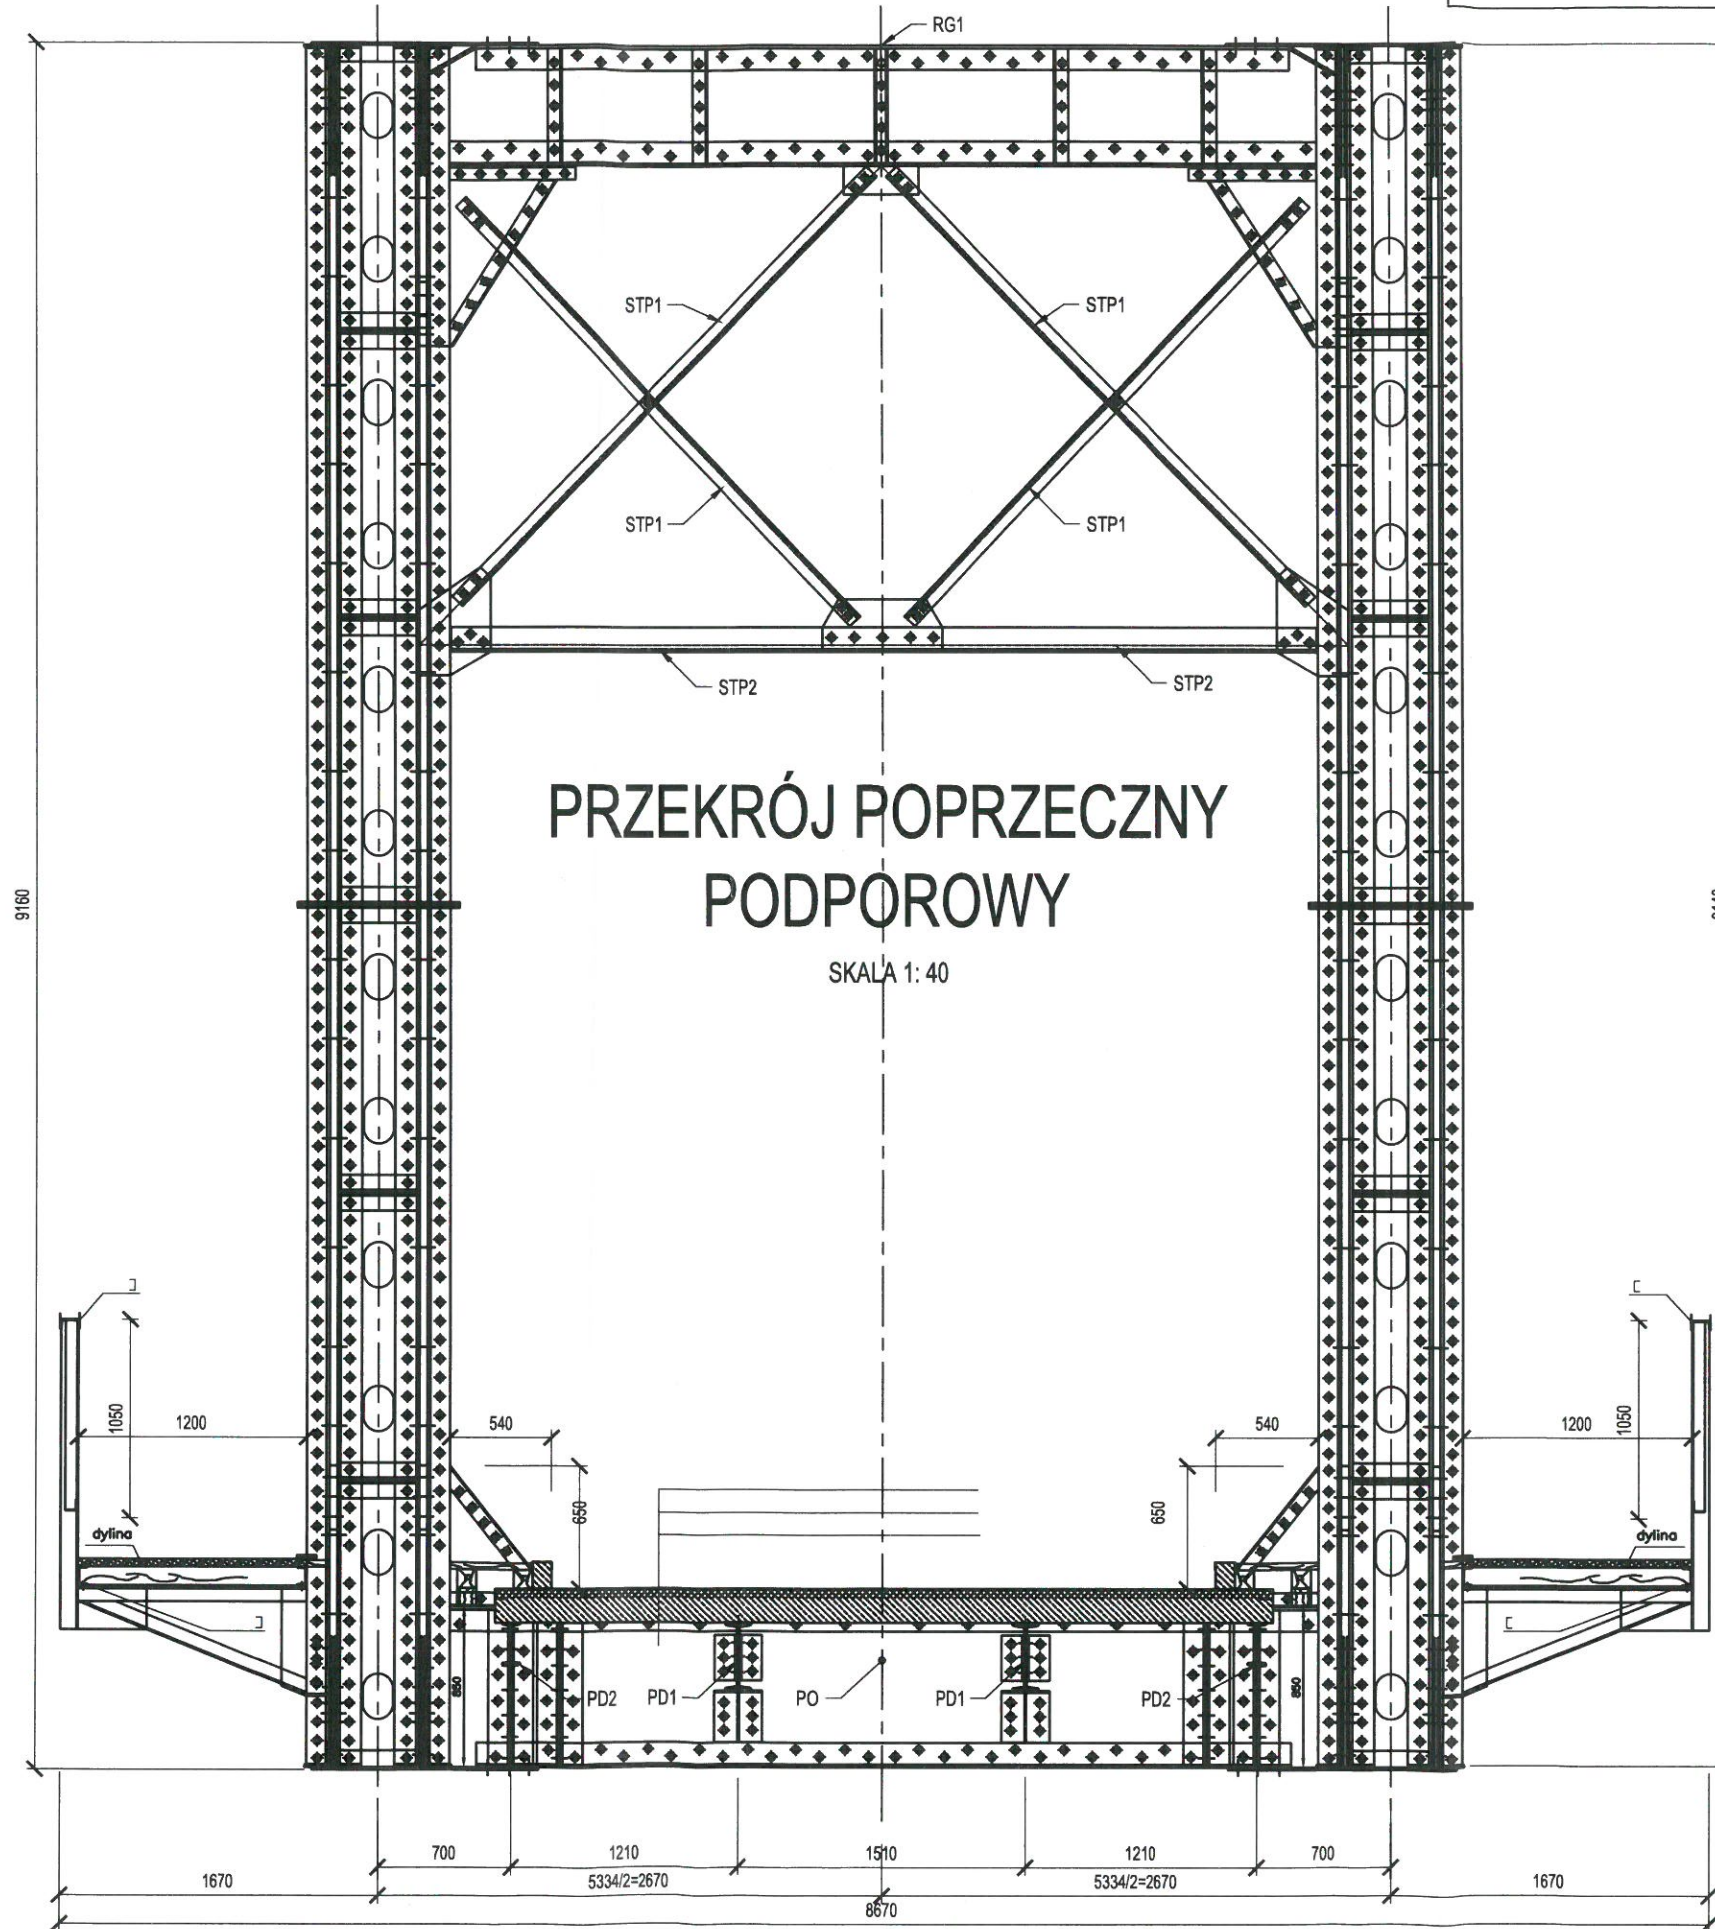 RG1
STP1
STP1
STP1
STP1
STP2
STP2
PRZEKRÓJ POPRZECZNY
PODPOROWY
SKALA 1: 40
9160
1050
1200
540
540
1200
1050
650
650
dylina
dylina
850
PD2
PD1
PO
PD1
PD2
850
700
1210
1510
1210
700
1670
5334/2=2670
5334/2=2670
1670
8670